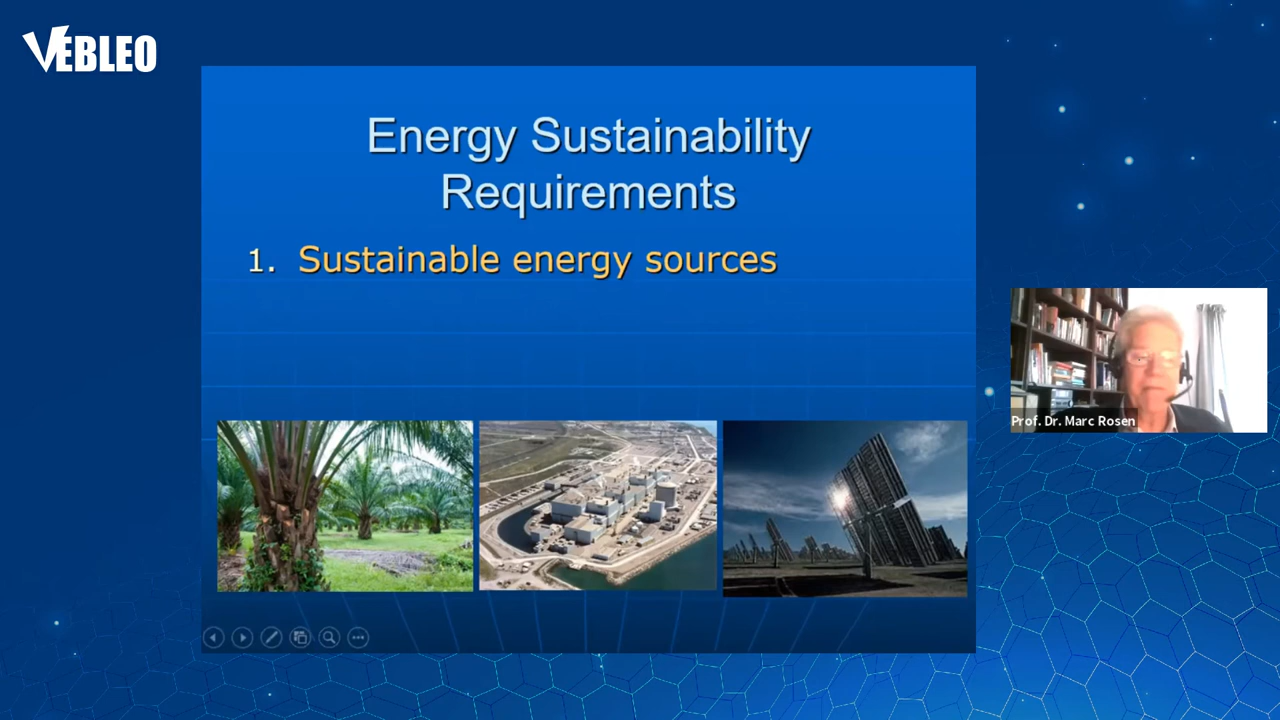 VEBLEO
Energy Sustainability
Requirements
1. Sustainable energy sources
Prof. Dr. Marc Rosen